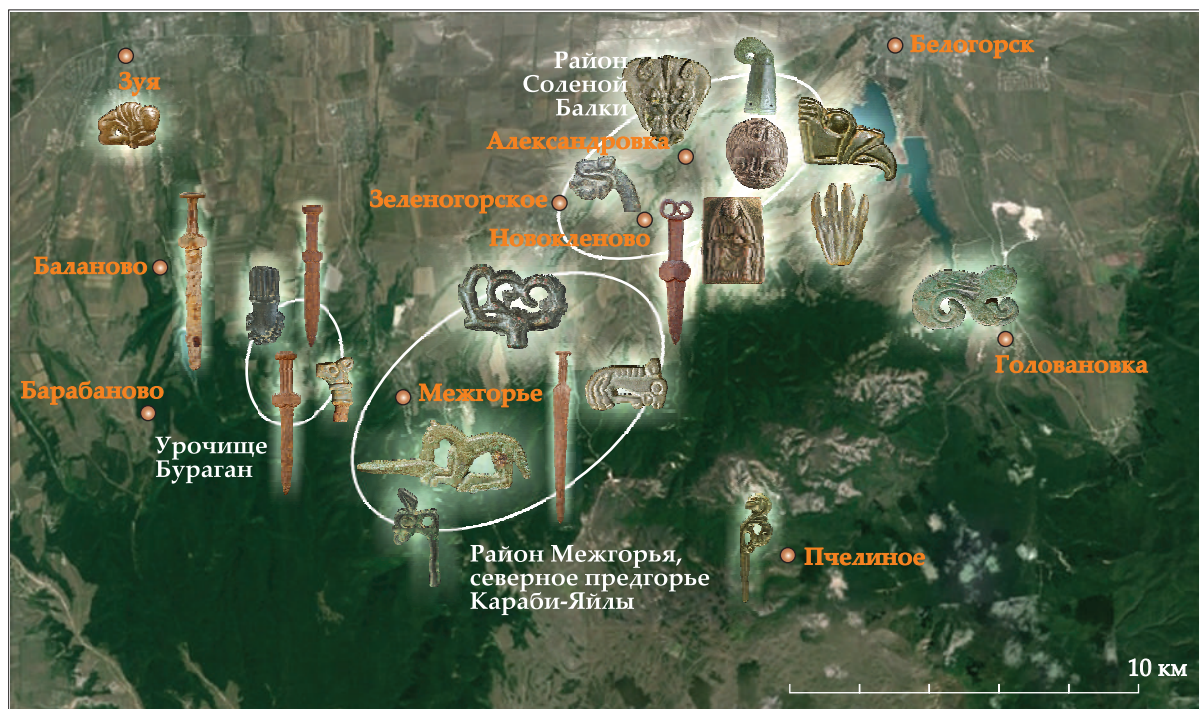 Зуя
Район
Соленой
Балки
Белогорск
Александровка
Зеленогорское
Новокленово
Баланово
Головановка
Барабаново
Межгорье
Урочище
Бураган
Район Межгорья,
северное предгорье
Караби-Яйлы
Пчелиное
10 км